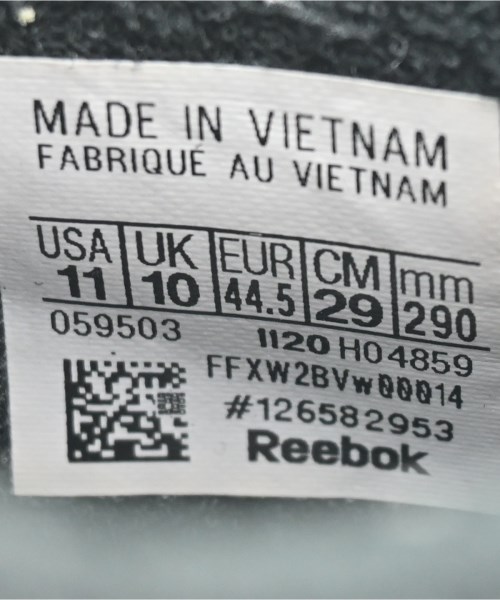 MADE IN VIETNAM
FABRIQUÉ AU VIETNAM
USA UK EUR CM mm
11 10 44.5 29 290
059503 1120 H04859
FFXW2BVw00014
#126582953
Reebok